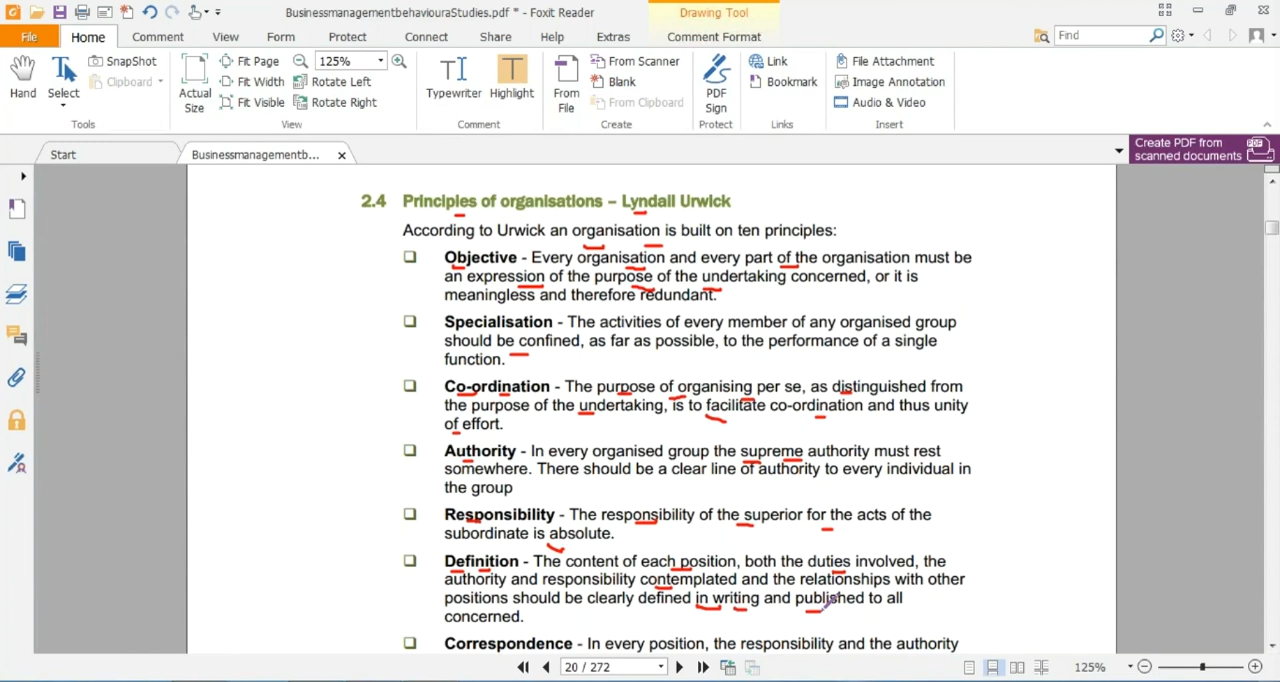 BusinessmanagementbehaviouraStudies.pdf * - Foxit Reader
Drawing Tool
File Home Comment View Form Protect Connect Share Help Extras Comment Format
Find
Hand
Select
SnapShot
Clipboard
Actual Size
Fit Page
Fit Width
Fit Visible
125%
Rotate Left
Rotate Right
Typewriter
Highlight
From File
From Scanner
Blank
From Clipboard
PDF Sign
Link
Bookmark
File Attachment
Image Annotation
Audio & Video
Tools View Comment Create Protect Links Insert
Start
Businessmanagementb...
Create PDF from
scanned documents
PDF
2.4 Principles of organisations – Lyndall Urwick
According to Urwick an organisation is built on ten principles:
Objective - Every organisation and every part of the organisation must be
an expression of the purpose of the undertaking concerned, or it is
meaningless and therefore redundant.
Specialisation - The activities of every member of any organised group
should be confined, as far as possible, to the performance of a single
function.
Co-ordination - The purpose of organising per se, as distinguished from
the purpose of the undertaking, is to facilitate co-ordination and thus unity
of effort.
Authority - In every organised group the supreme authority must rest
somewhere. There should be a clear line of authority to every individual in
the group
Responsibility - The responsibility of the superior for the acts of the
subordinate is absolute.
Definition - The content of each position, both the duties involved, the
authority and responsibility contemplated and the relationships with other
positions should be clearly defined in writing and published to all
concerned.
Correspondence - In every position, the responsibility and the authority
20 / 272
125%